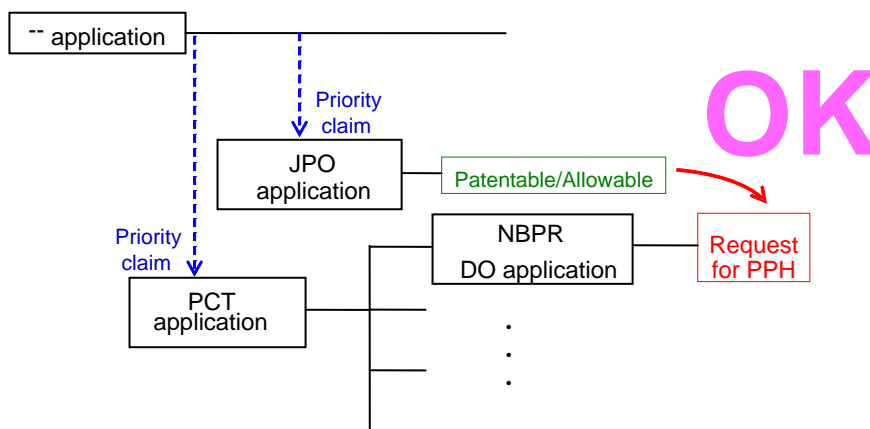 -- application
OK
Priority
claim
JPO
application
Patentable/Allowable
Priority
claim
NBPR
DO application
Request
for PPH
PCT
application